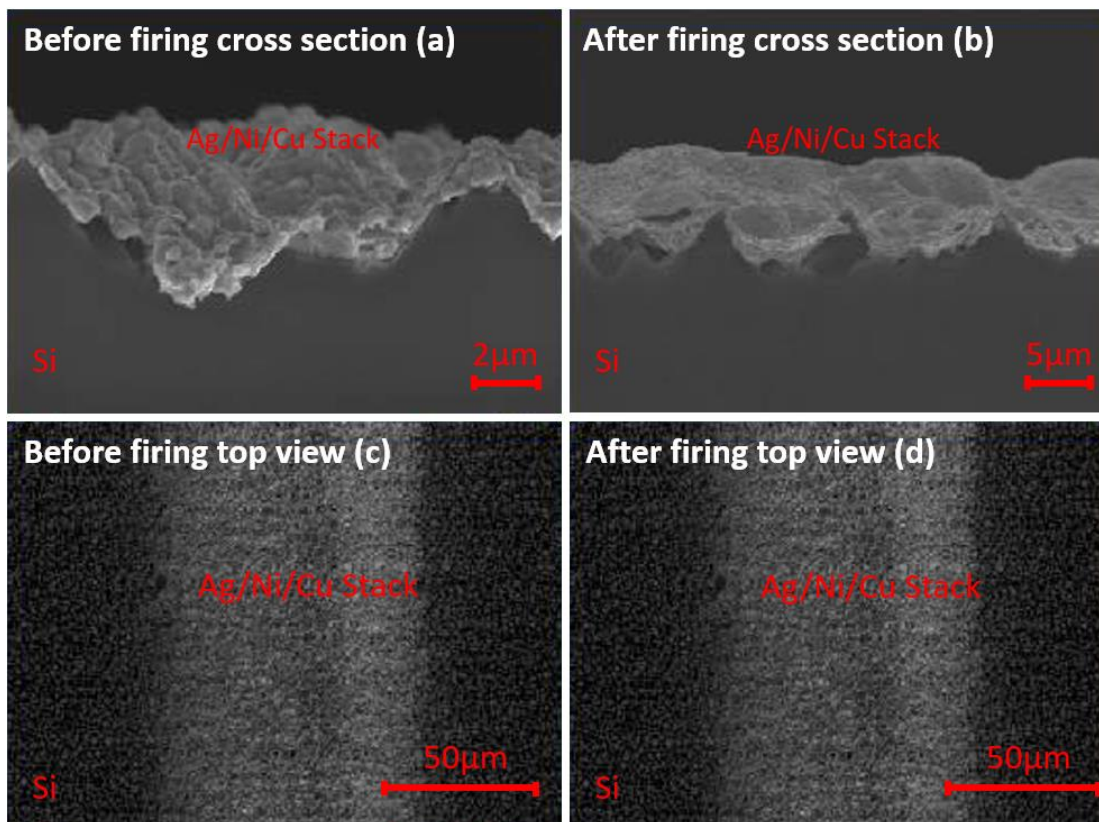 Before firing cross section (a)
Ag/Ni/Cu Stack
Si
2µm
After firing cross section (b)
Ag/Ni/Cu Stack
Si
5µm
Before firing top view (c)
Ag/Ni/Cu Stack
Si
50µm
After firing top view (d)
Ag/Ni/Cu Stack
Si
50µm